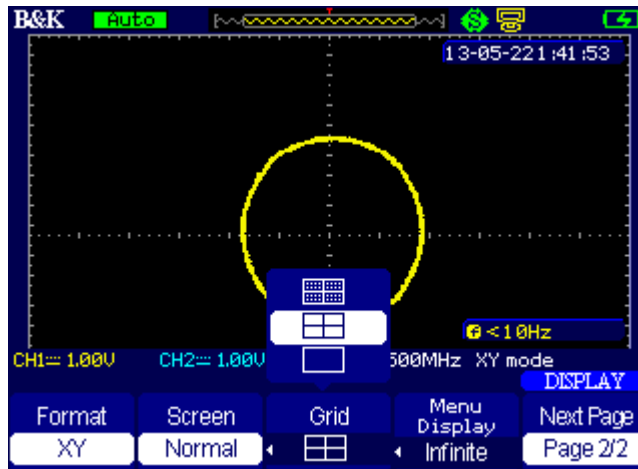 B&K Auto
13-05-22 1:41:53
<10Hz
CH1 1.00V CH2 1.00V 500MHz XY mode
DISPLAY
Format Screen Grid Menu Display Next Page
XY Normal Infinite Page 2/2